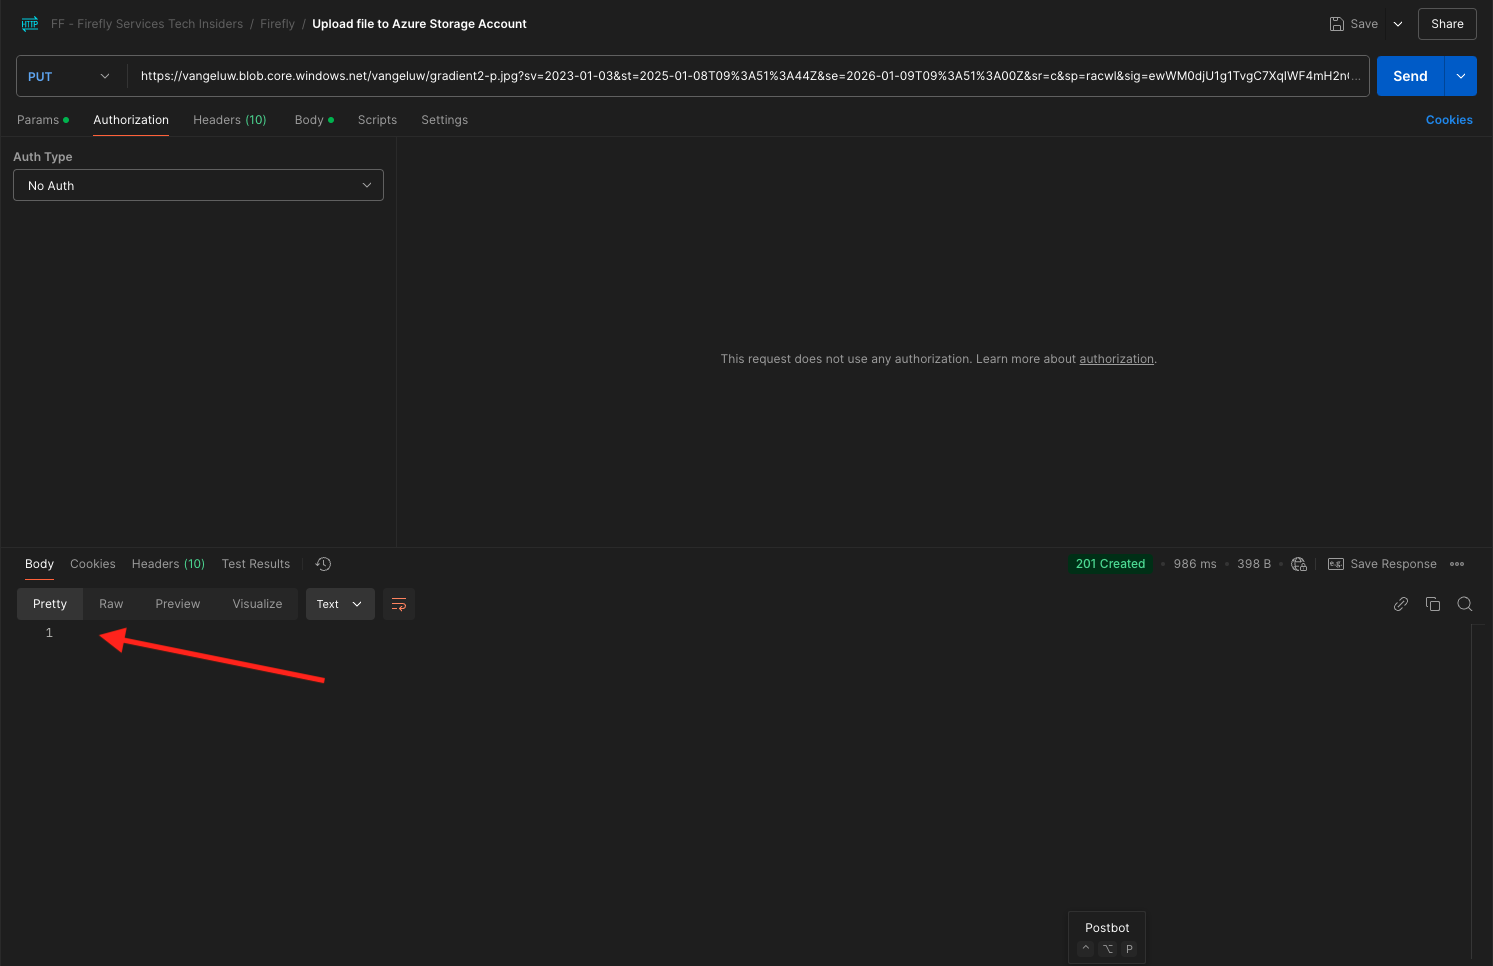 HTTP FF - Firefly Services Tech Insiders / Firefly / Upload file to Azure Storage Account Save Share
PUT https://vangeluw.blob.core.windows.net/vangeluw/gradient2-p.jpg?sv=2023-01-03&st=2025-01-08T09%3A51%3A44Z&se=2026-01-09T09%3A51%3A00Z&sr=c&sp=racwl&sig=ewWM0djU1g1TvgC7XqlWF4mH2n... Send
Params Authorization Headers (10) Body Scripts Settings Cookies
Auth Type
No Auth
This request does not use any authorization. Learn more about authorization.
Body Cookies Headers (10) Test Results 201 Created 986 ms 398 B e.g. Save Response
Pretty Raw Preview Visualize Text
1
Postbot
^ ⌥ P